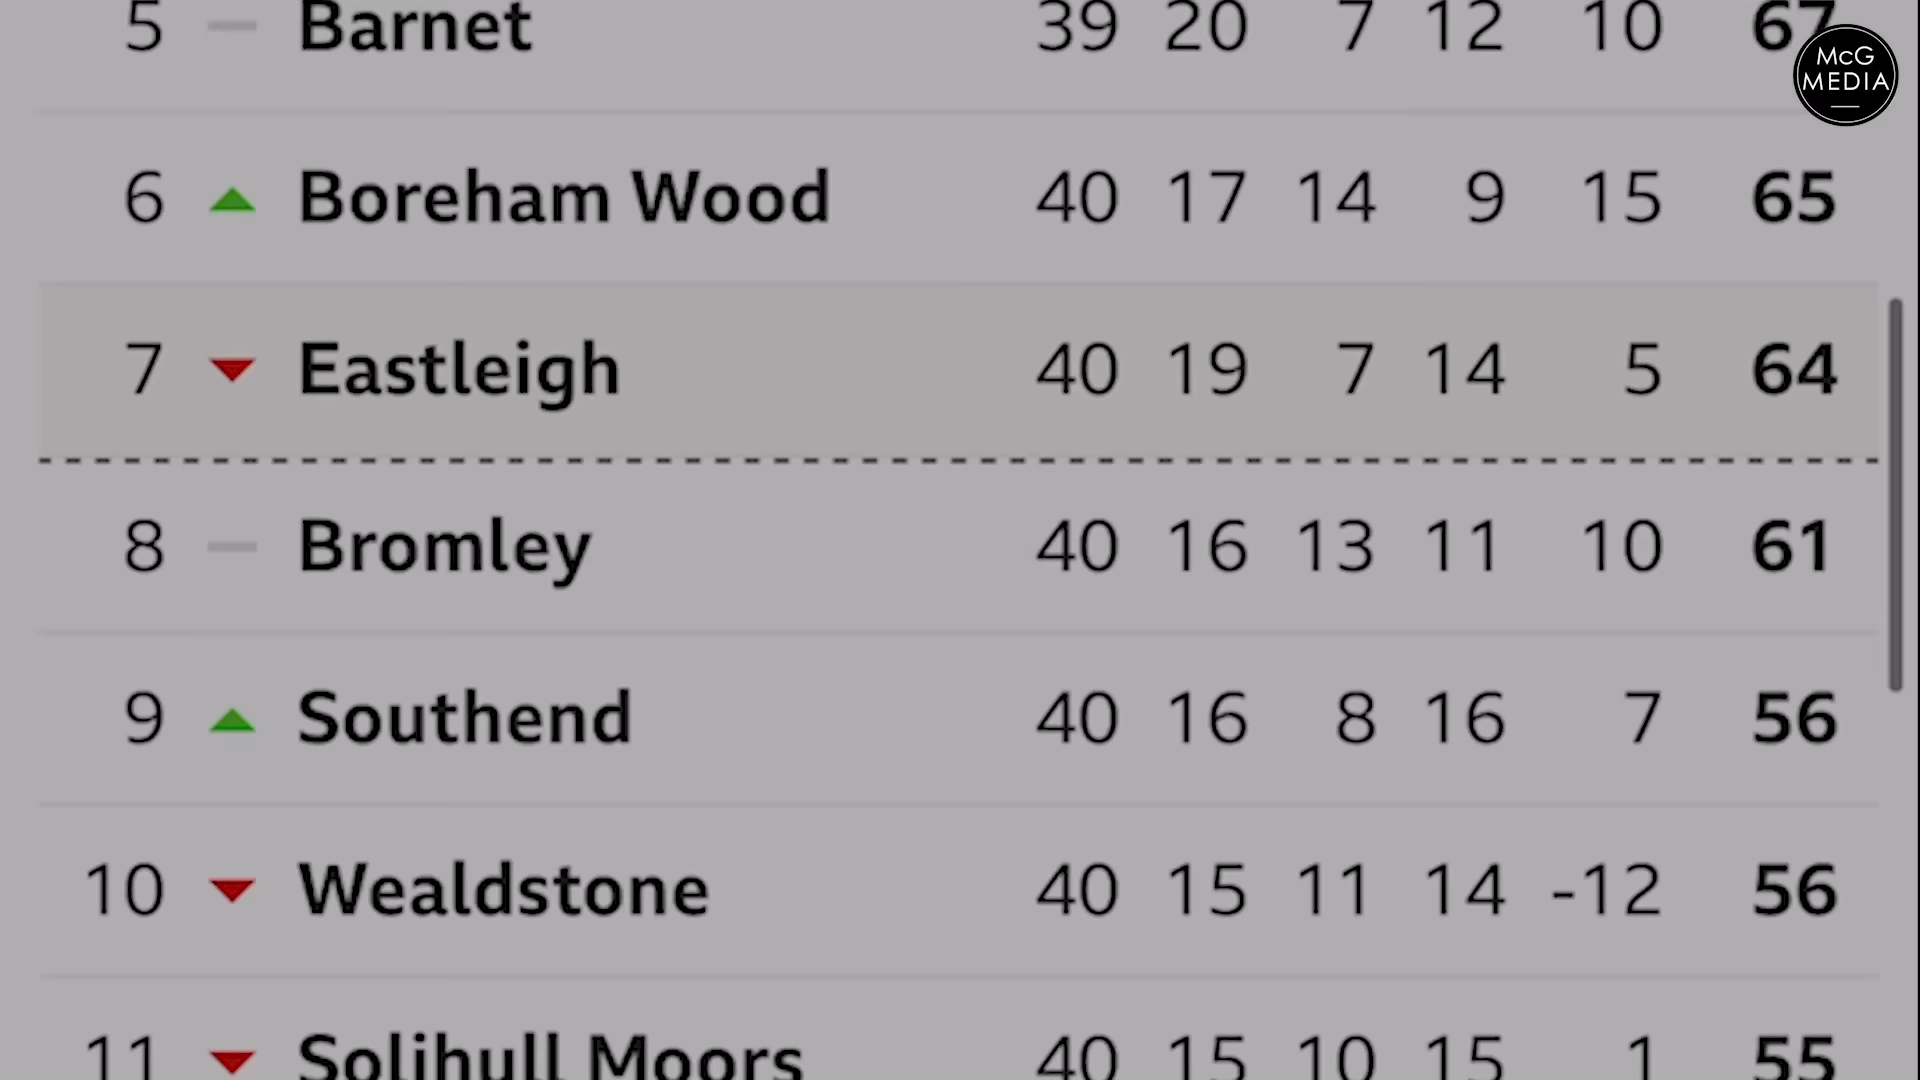 5 Barnet 39 20 7 12 10 67
McG
MEDIA
6 Boreham Wood 40 17 14 9 15 65
7 Eastleigh 40 19 7 14 5 64
8 Bromley 40 16 13 11 10 61
9 Southend 40 16 8 16 7 56
10 Wealdstone 40 15 11 14 -12 56
11 Solihull Moors 40 15 10 15 1 55